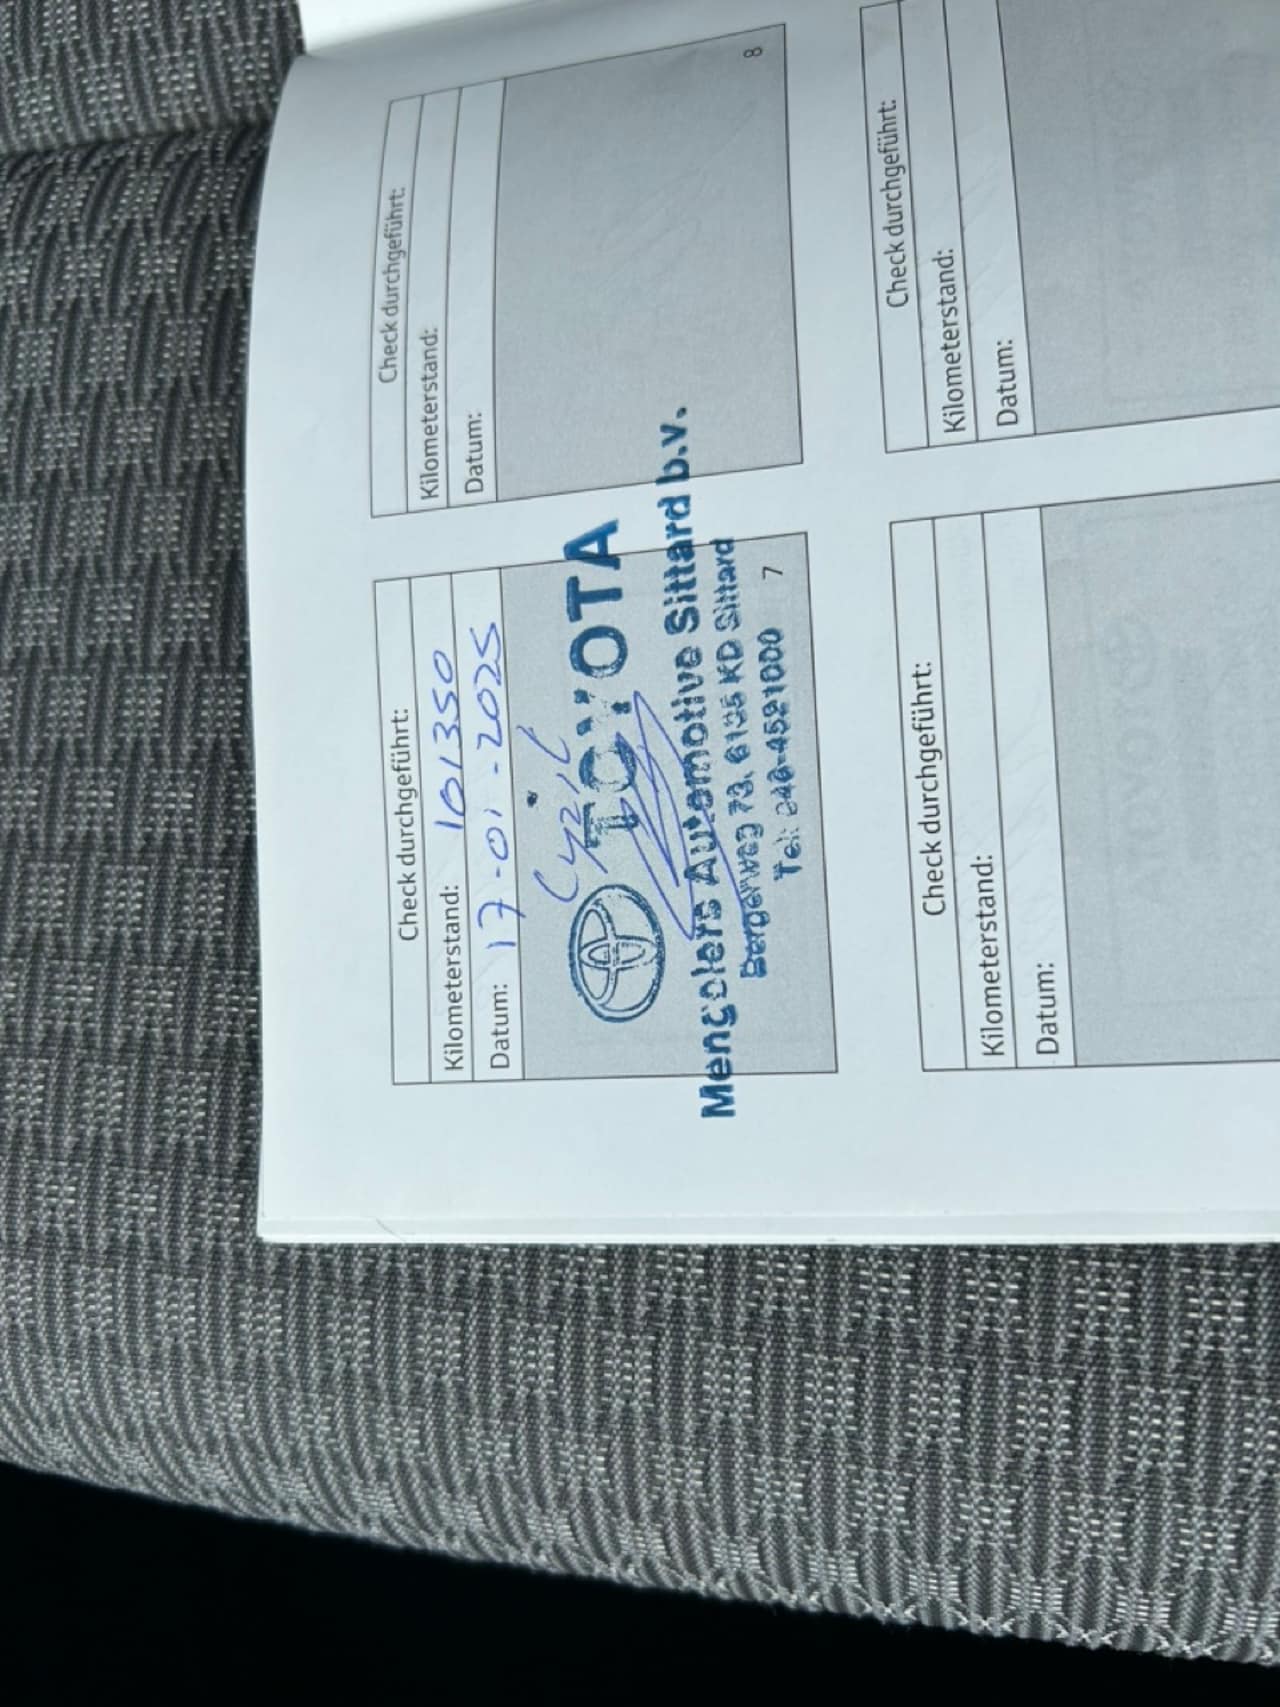 Check durchgeführt:
Kilometerstand: 101350
Datum: 17-01-2025
TOYOTA
Mengelers Automotive Sittard b.v.
Bergerweg 73, 6135 KD Sittard
Tel: 046-4521000
7
Check durchgeführt:
Kilometerstand:
Datum:
8
Check durchgeführt:
Kilometerstand:
Datum:
Check durchgeführt:
Kilometerstand:
Datum: